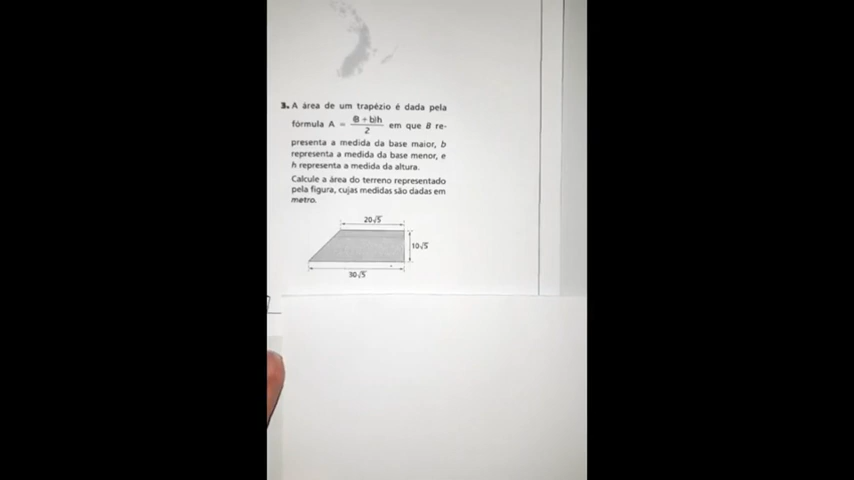 3. A área de um trapézio é dada pela
fórmula A = (B + b)h / 2 em que B re-
presenta a medida da base maior, b
representa a medida da base menor, e
h representa a medida da altura.
Calcule a área do terreno representado
pela figura, cujas medidas são dadas em
metro.
20√5
10√5
30√5